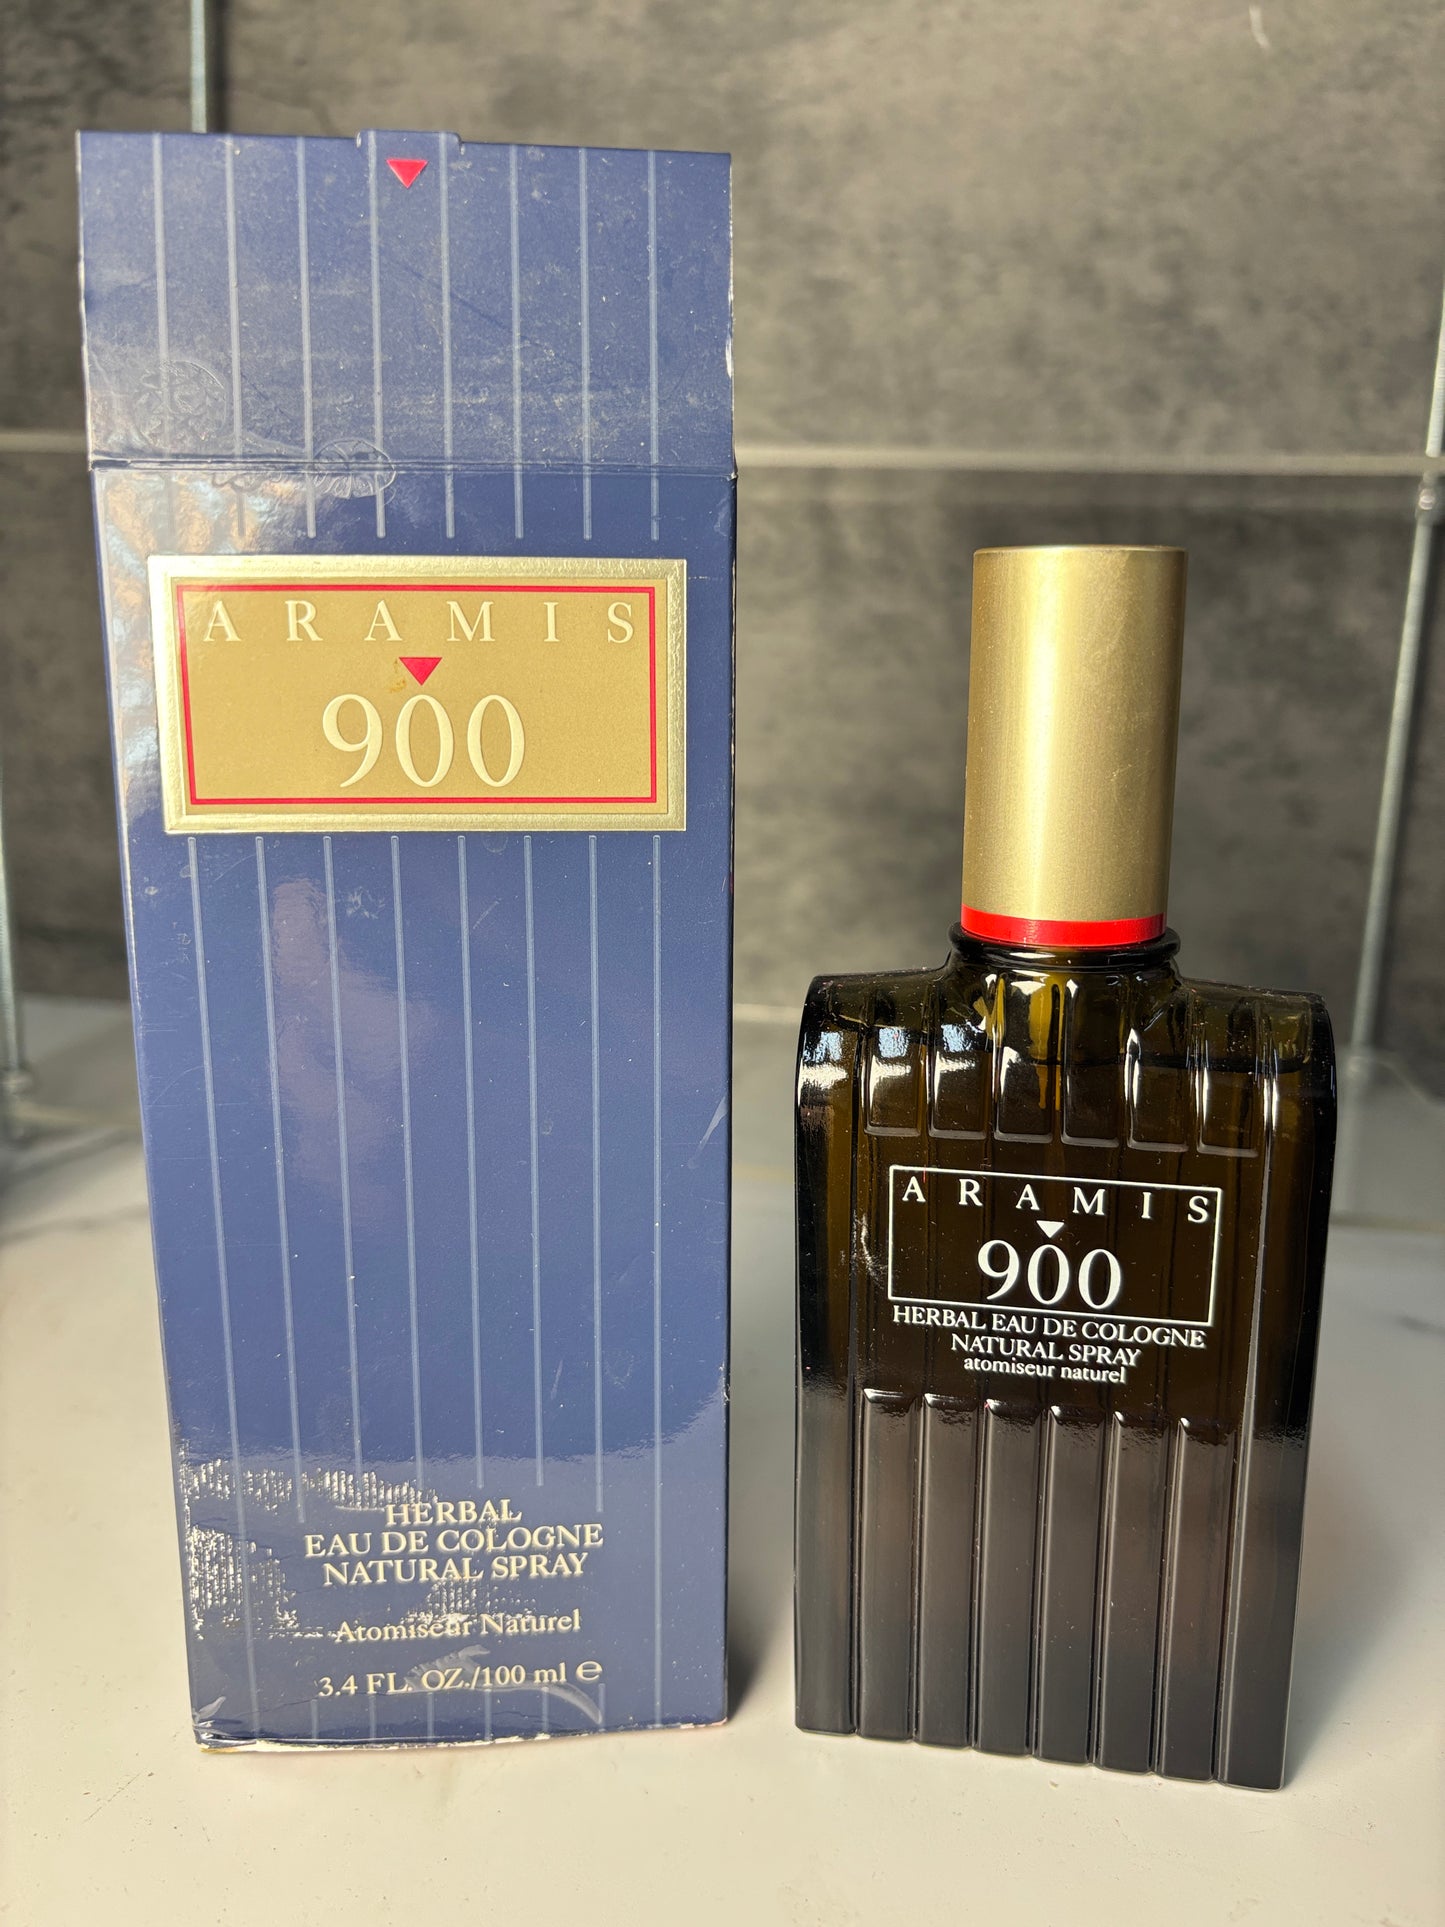 ARAMIS
900
HERBAL
EAU DE COLOGNE
NATURAL SPRAY
Atomiseur Naturel
3.4 FL. OZ./100 ml ℮
ARAMIS
900
HERBAL EAU DE COLOGNE
NATURAL SPRAY
atomiseur naturel